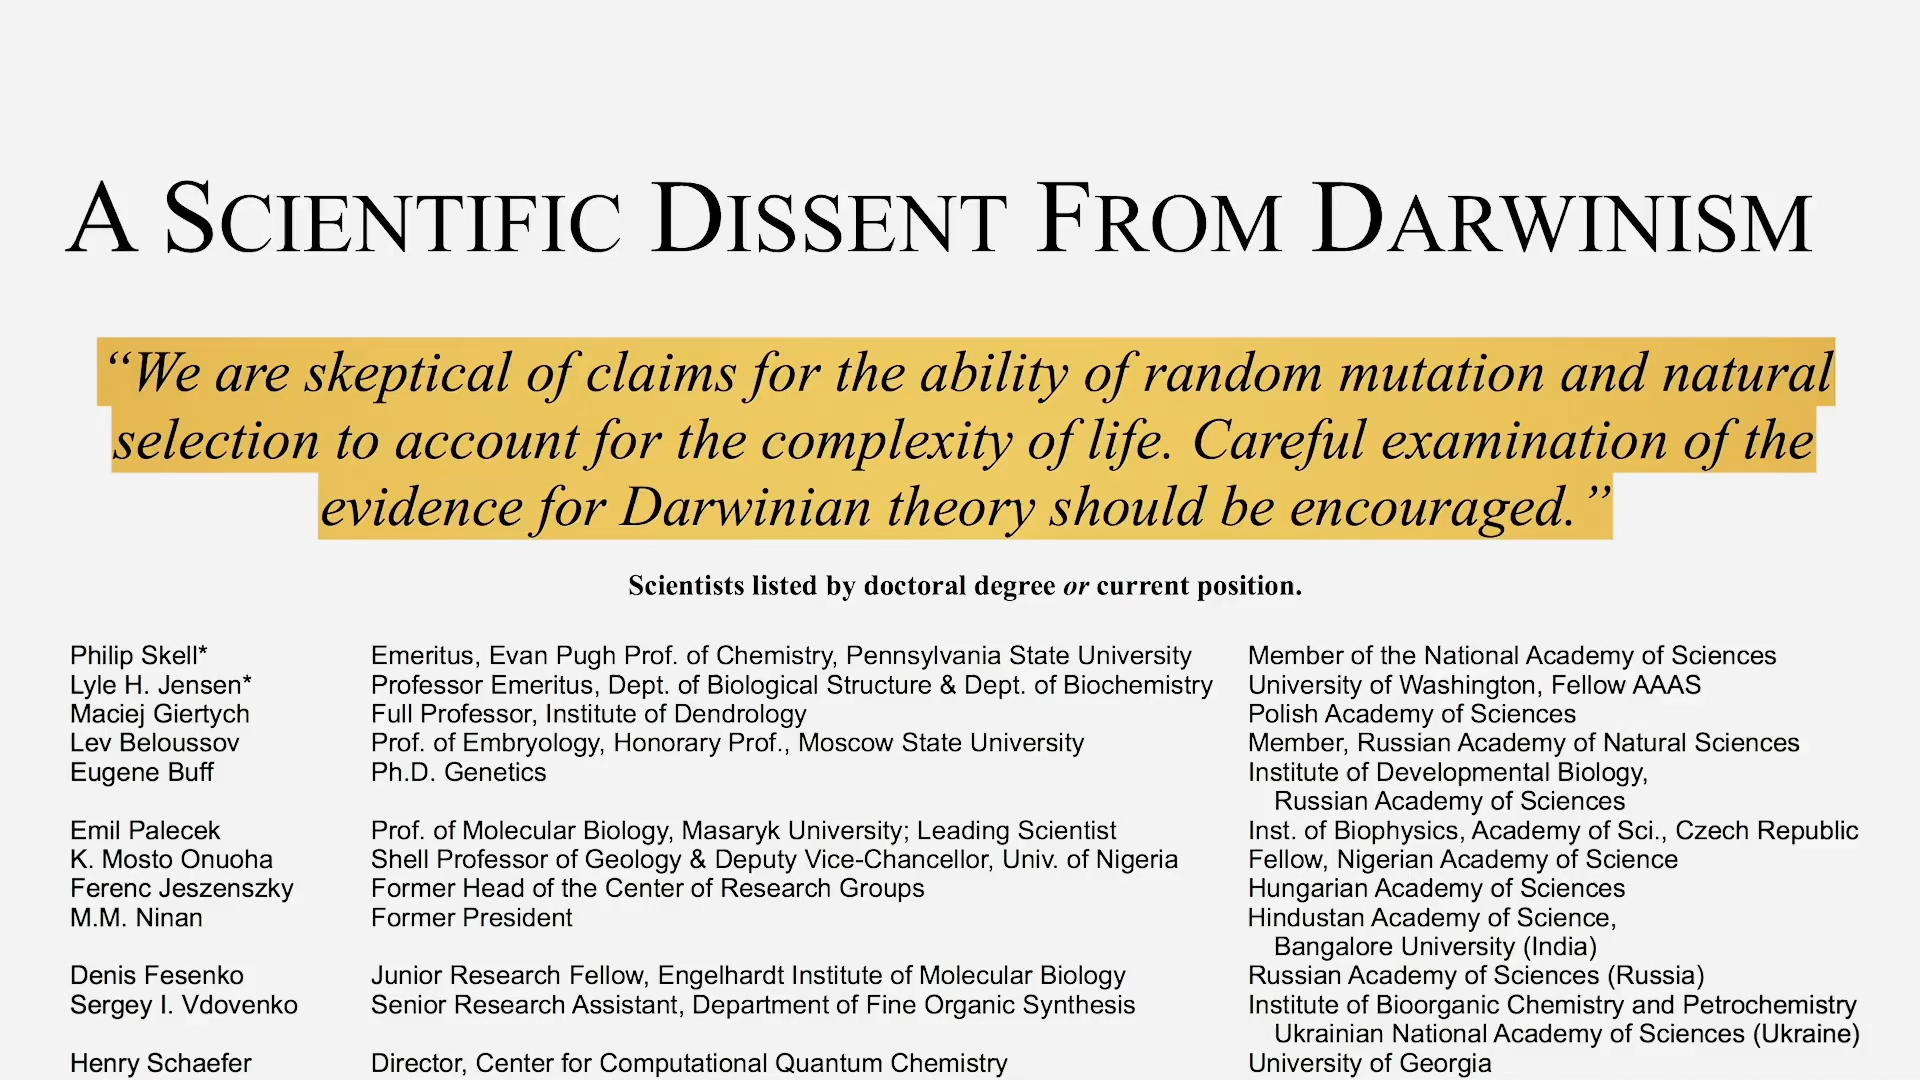 A SCIENTIFIC DISSENT FROM DARWINISM
“We are skeptical of claims for the ability of random mutation and natural
selection to account for the complexity of life. Careful examination of the
evidence for Darwinian theory should be encouraged.”
Scientists listed by doctoral degree or current position.
Philip Skell* Emeritus, Evan Pugh Prof. of Chemistry, Pennsylvania State University Member of the National Academy of Sciences
Lyle H. Jensen* Professor Emeritus, Dept. of Biological Structure & Dept. of Biochemistry University of Washington, Fellow AAAS
Maciej Giertych Full Professor, Institute of Dendrology Polish Academy of Sciences
Lev Beloussov Prof. of Embryology, Honorary Prof., Moscow State University Member, Russian Academy of Natural Sciences
Eugene Buff Ph.D. Genetics Institute of Developmental Biology,
Russian Academy of Sciences
Emil Palecek Prof. of Molecular Biology, Masaryk University; Leading Scientist Inst. of Biophysics, Academy of Sci., Czech Republic
K. Mosto Onuoha Shell Professor of Geology & Deputy Vice-Chancellor, Univ. of Nigeria Fellow, Nigerian Academy of Science
Ferenc Jeszenszky Former Head of the Center of Research Groups Hungarian Academy of Sciences
M.M. Ninan Former President Hindustan Academy of Science,
Bangalore University (India)
Denis Fesenko Junior Research Fellow, Engelhardt Institute of Molecular Biology Russian Academy of Sciences (Russia)
Sergey I. Vdovenko Senior Research Assistant, Department of Fine Organic Synthesis Institute of Bioorganic Chemistry and Petrochemistry
Ukrainian National Academy of Sciences (Ukraine)
Henry Schaefer Director, Center for Computational Quantum Chemistry University of Georgia